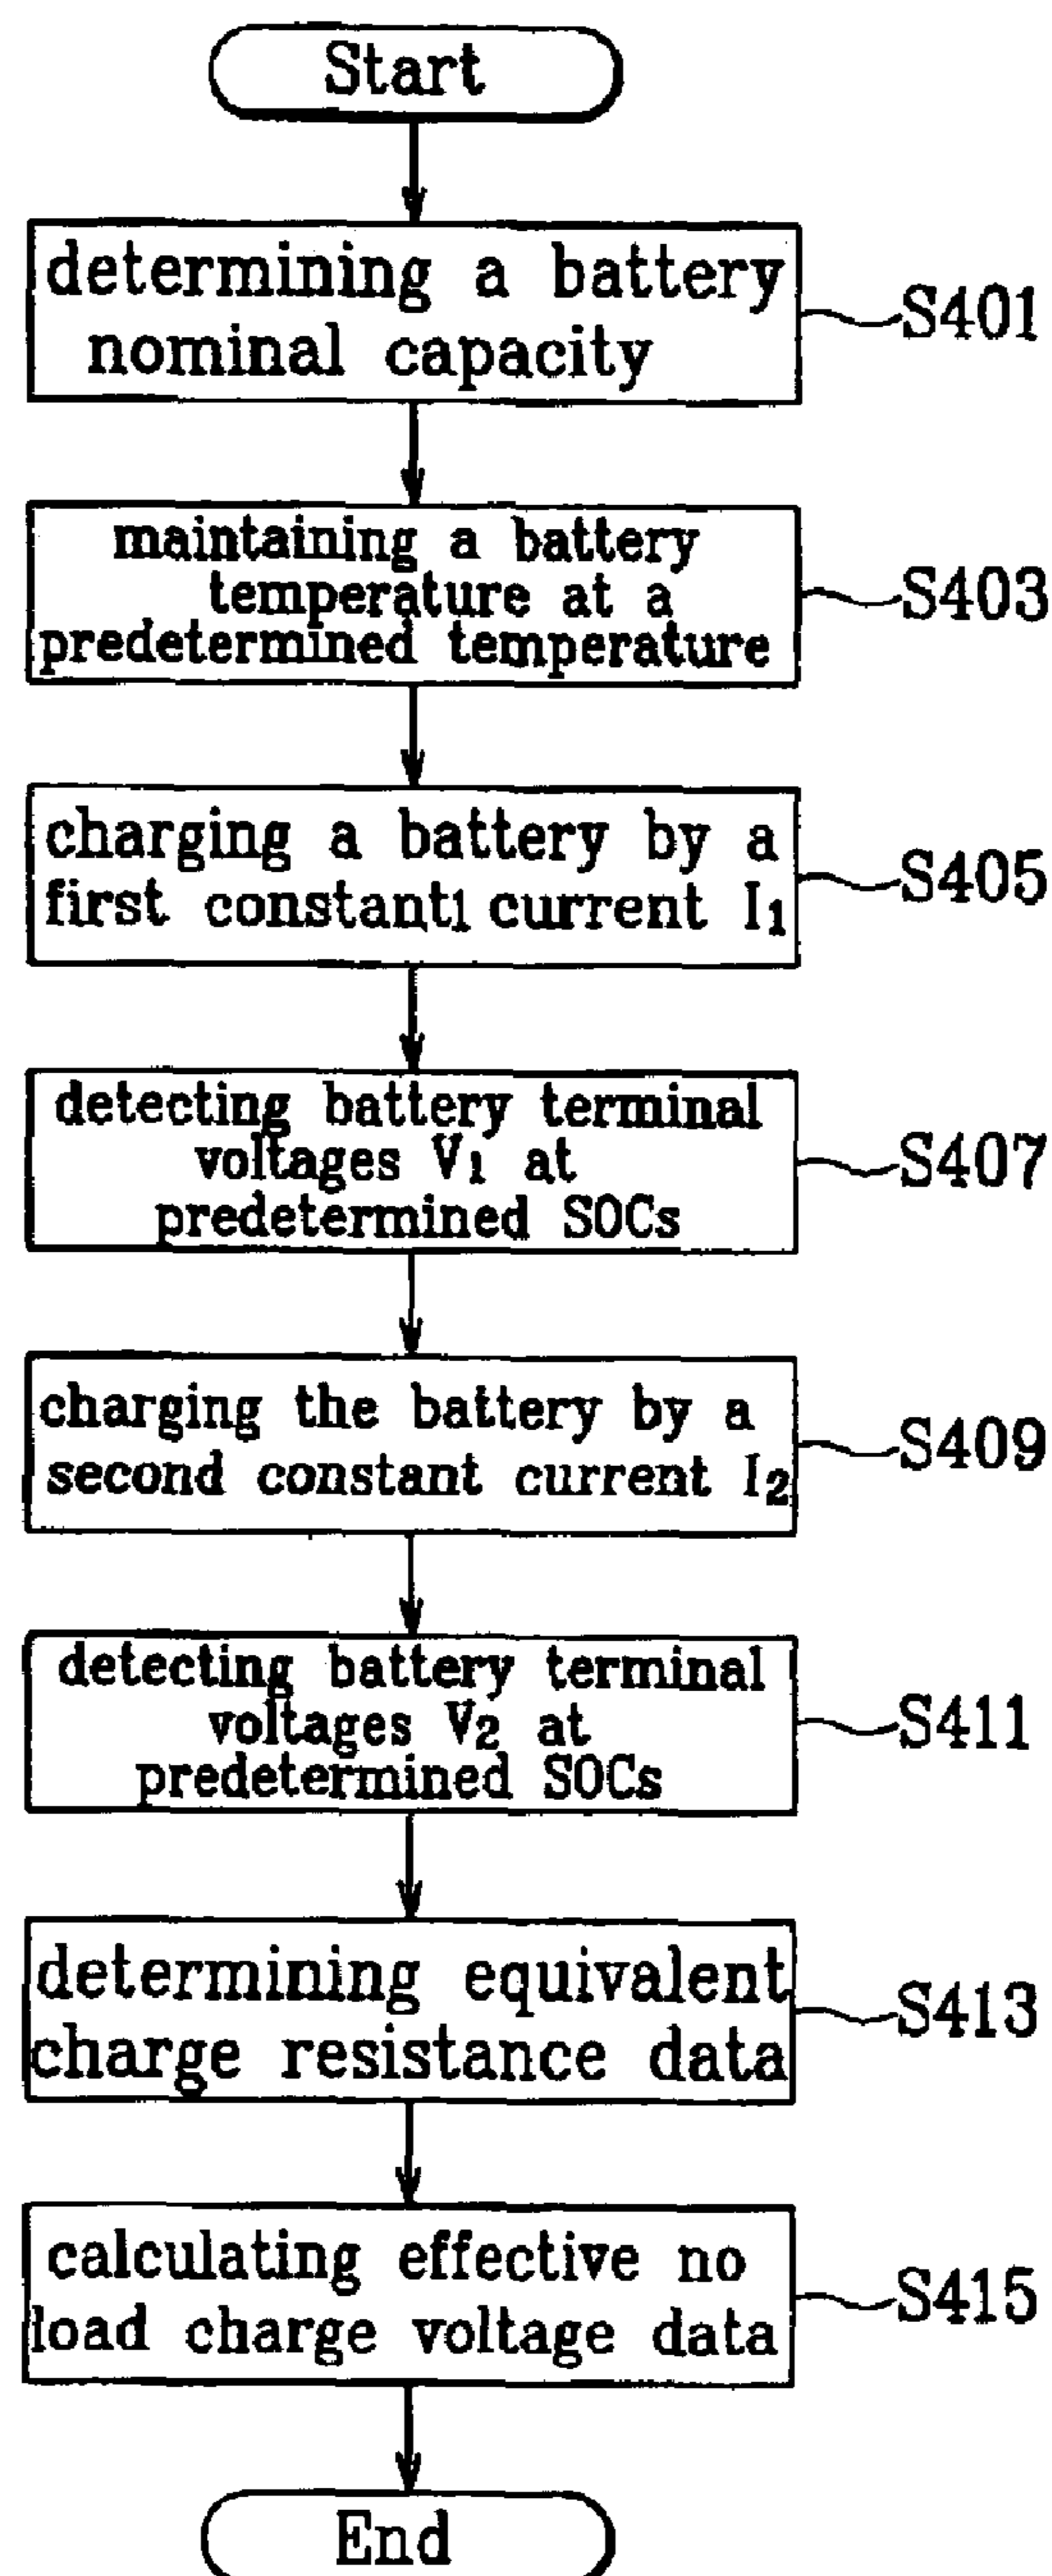 Start
determining a battery
nominal capacity
S401
maintaining a battery
temperature at a
predetermined temperature
S403
charging a battery by a
first constant1 current I1
S405
detecting battery terminal
voltages V1 at
predetermined SOCs
S407
charging the battery by a
second constant current I2
S409
detecting battery terminal
voltages V2 at
predetermined SOCs
S411
determining equivalent
charge resistance data
S413
calculating effective no
load charge voltage data
S415
End